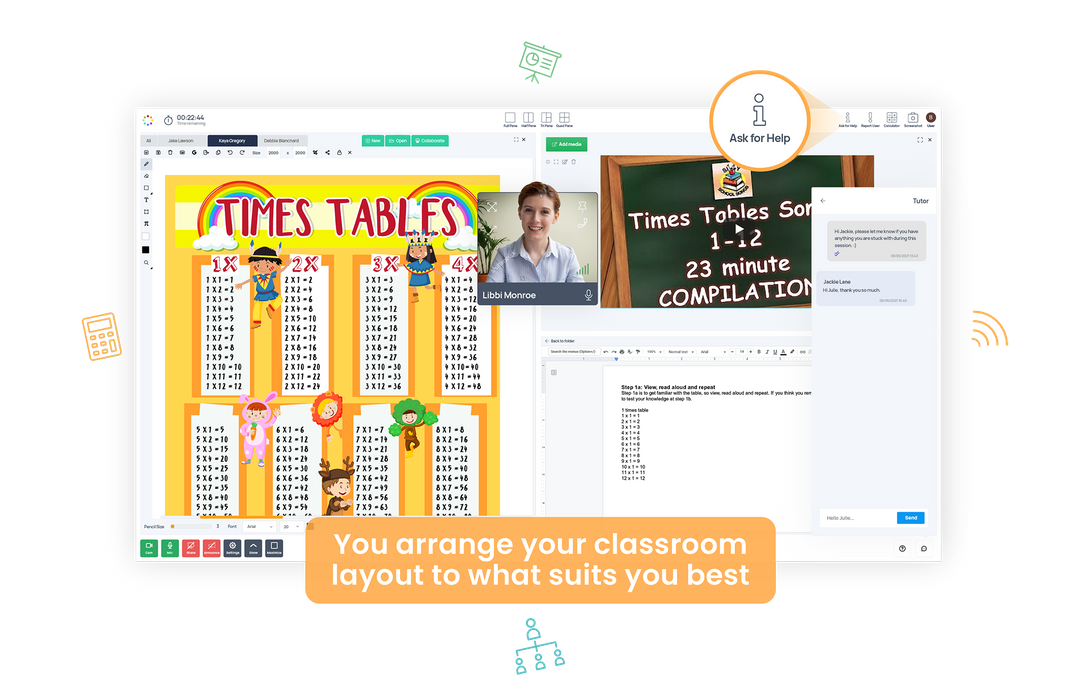 00:22:44
Time remaining
Full Pane
Half Pane
Tri Pane
Quad Pane
Ask for Help
Ask for Help
Report User
Calculator
Screenshot
User
B
All
Jake Lawson
Kaya Gregory
Debbie Blanchard
New
Open
Collaborate
Size
2000
x
2000
TIMES TABLES
1X
2X
3X
4X
1 X 1 = 1
1 X 2 = 2
1 X 3 = 3
1 X 4 = 4
1 X 5 = 5
1 X 6 = 6
1 X 7 = 7
1 X 8 = 8
1 X 9 = 9
1 X 10 = 10
1 X 11 = 11
1 X 12 = 12
2 X 1 = 2
2 X 2 = 4
2 X 3 = 6
2 X 4 = 8
2 X 5 = 10
2 X 6 = 12
2 X 7 = 14
2 X 8 = 16
2 X 9 = 18
2 X 10 = 20
2 X 11 = 22
2 X 12 = 24
3 X 1 = 3
3 X 2 = 6
3 X 3 = 9
3 X 4 = 12
3 X 5 = 15
3 X 6 = 18
3 X 7 = 21
3 X 8 = 24
3 X 9 = 27
3 X 10 = 30
3 X 11 = 33
3 X 12 = 36
4 X 1 = 4
4 X 2 = 8
4 X 3 = 12
4 X 4 = 16
4 X 5 = 20
4 X 6 = 24
4 X 7 = 28
4 X 8 = 32
4 X 9 = 36
4 X 10 = 40
4 X 11 = 44
4 X 12 = 48
5 X 1 = 5
5 X 2 = 10
5 X 3 = 15
5 X 4 = 20
5 X 5 = 25
5 X 6 = 30
5 X 7 = 35
5 X 8 = 40
5 X 9 = 45
6 X 1 = 6
6 X 2 = 12
6 X 3 = 18
6 X 4 = 24
6 X 5 = 30
6 X 6 = 36
6 X 7 = 42
6 X 8 = 48
6 X 9 = 54
7 X 1 = 7
7 X 2 = 14
7 X 3 = 21
7 X 4 = 28
7 X 5 = 35
7 X 6 = 42
7 X 7 = 49
7 X 8 = 56
7 X 9 = 63
8 X 1 = 8
8 X 2 = 16
8 X 3 = 24
8 X 4 = 32
8 X 5 = 40
8 X 6 = 48
8 X 7 = 56
8 X 8 = 64
8 X 9 = 72
Libbi Monroe
Add media
SCHOOL SONGS
Times Tables Son
1-12
23 minute
COMPILATION
Tutor
Hi Jackie, please let me know if you have
anything you are stuck with during this
session. :)
Jackie Lane
Hi Julie, thank you so much.
Back to folder
Search the menus (Option+/)
100%
Normal text
Arial
14
Step 1a: View, read aloud and repeat
Step 1a is to get familiar with the table, so view, read aloud and repeat. If you think you rem
to test your knowledge at step 1b.
1 times table
1 x 1 = 1
2 x 1 = 2
3 x 1 = 3
4 x 1 = 4
5 x 1 = 5
6 x 1 = 6
7 x 1 = 7
8 x 1 = 8
9 x 1 = 9
10 x 1 = 10
11 x 1 = 11
12 x 1 = 12
Hello Julie...
Send
Pencil Size
3
Font
Arial
20
Cam
Mic
Share
Settings
You arrange your classroom
layout to what suits you best
Do
Do Do Do